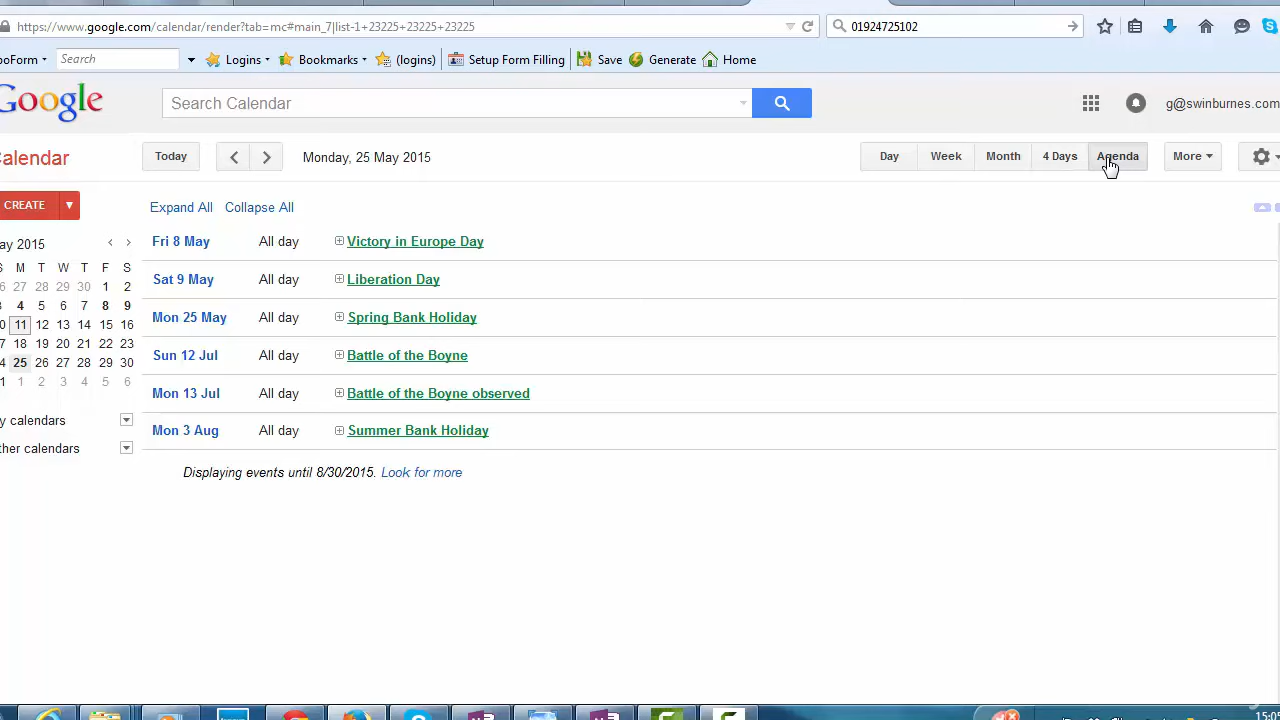 https://www.google.com/calendar/render?tab=mc#main_7|list-1+23225+23225+23225
01924725102
oForm
Search
Logins
Bookmarks
(logins)
Setup Form Filling
Save
Generate
Home
Google
Search Calendar
g@swinburnes.com
alendar
Today
Monday, 25 May 2015
Day
Week
Month
4 Days
Agenda
More
CREATE
Expand All
Collapse All
ay 2015
S M T W T F S
6 27 28 29 30 1 2
3 4 5 6 7 8 9
0 11 12 13 14 15 16
7 18 19 20 21 22 23
4 25 26 27 28 29 30
1 1 2 3 4 5 6
y calendars
ther calendars
Fri 8 May All day Victory in Europe Day
Sat 9 May All day Liberation Day
Mon 25 May All day Spring Bank Holiday
Sun 12 Jul All day Battle of the Boyne
Mon 13 Jul All day Battle of the Boyne observed
Mon 3 Aug All day Summer Bank Holiday
Displaying events until 8/30/2015. Look for more